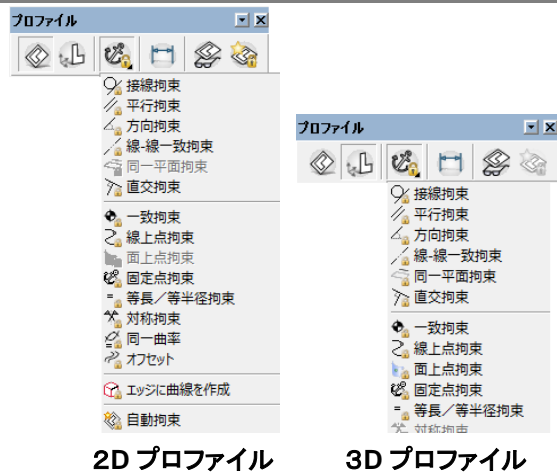 プロファイル
接線拘束
平行拘束
方向拘束
線-線一致拘束
同一平面拘束
直交拘束
一致拘束
線上点拘束
面上点拘束
固定点拘束
等長／等半径拘束
対称拘束
同一曲率
オフセット
エッジに曲線を作成
自動拘束
2D プロファイル
プロファイル
接線拘束
平行拘束
方向拘束
線-線一致拘束
同一平面拘束
直交拘束
一致拘束
線上点拘束
面上点拘束
固定点拘束
等長／等半径拘束
対称拘束
3D プロファイル